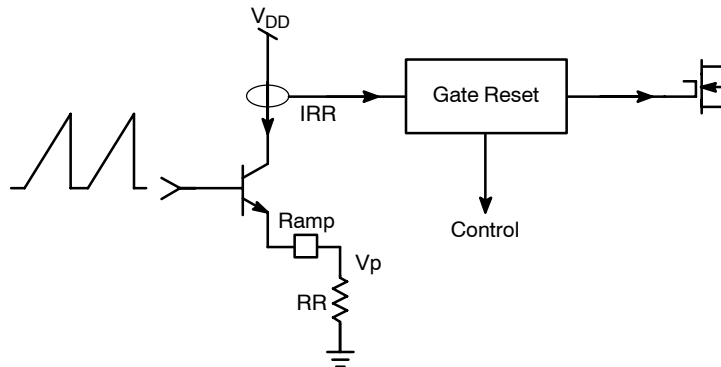 VDD
IRR
Gate Reset
Control
Ramp
Vp
RR